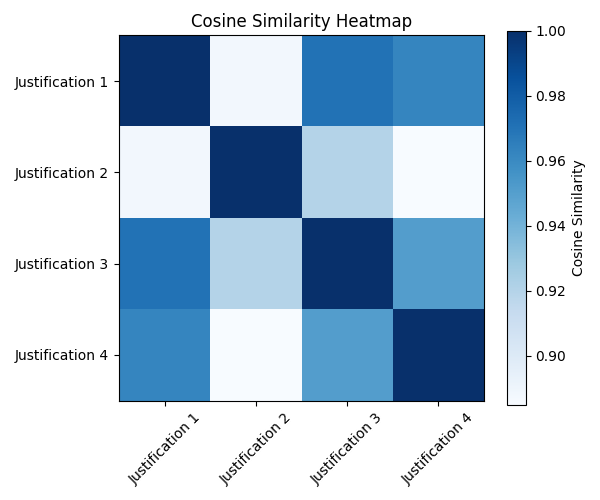 Cosine Similarity Heatmap
Justification 1
Justification 2
Justification 3
Justification 4
Justification 1
Justification 2
Justification 3
Justification 4
1.00
0.98
0.96
0.94
0.92
0.90
Cosine Similarity